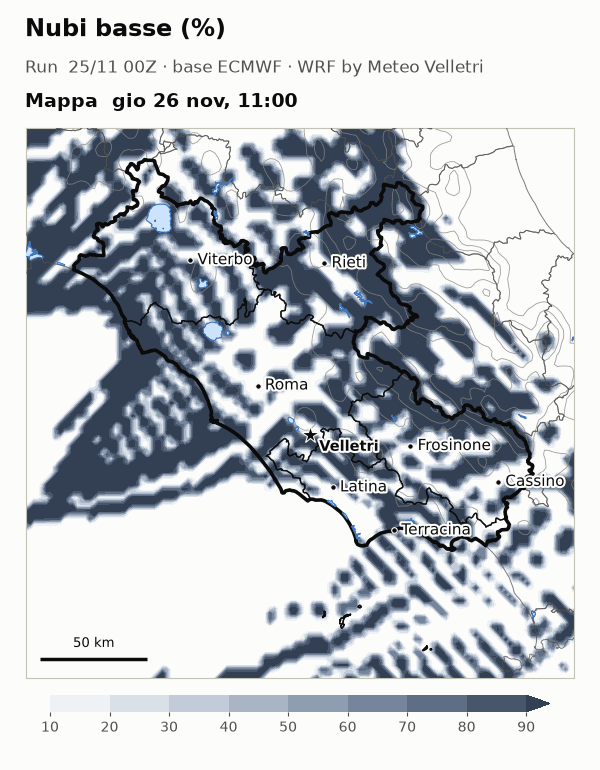 Nubi basse (%)
Run  25/11 00Z · base ECMWF · WRF by Meteo Velletri
Mappa  gio 26 nov, 11:00
Viterbo
Rieti
Roma
Velletri
Frosinone
Cassino
Latina
Terracina
50 km
10 20 30 40 50 60 70 80 90